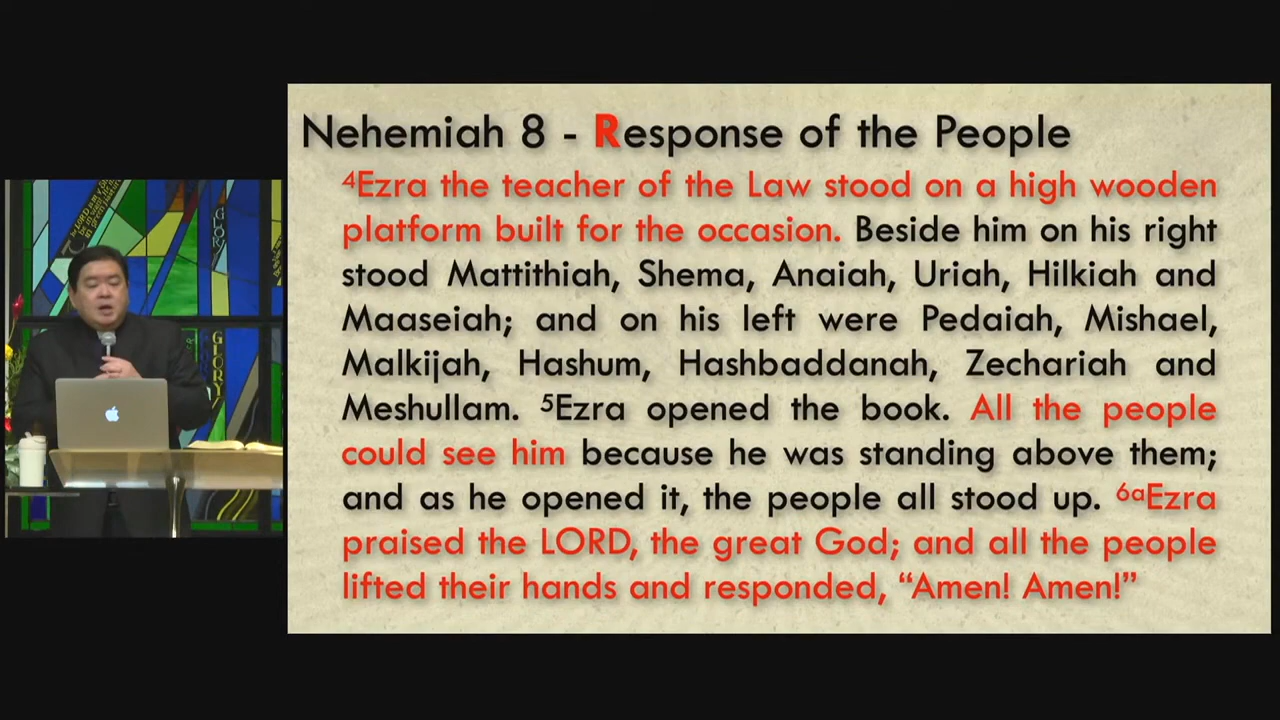 Nehemiah 8 - Response of the People
4Ezra the teacher of the Law stood on a high wooden
platform built for the occasion. Beside him on his right
stood Mattithiah, Shema, Anaiah, Uriah, Hilkiah and
Maaseiah; and on his left were Pedaiah, Mishael,
Malkijah, Hashum, Hashbaddanah, Zechariah and
Meshullam. 5Ezra opened the book. All the people
could see him because he was standing above them;
and as he opened it, the people all stood up. 6aEzra
praised the LORD, the great God; and all the people
lifted their hands and responded, “Amen! Amen!”
GLORY
GLORY